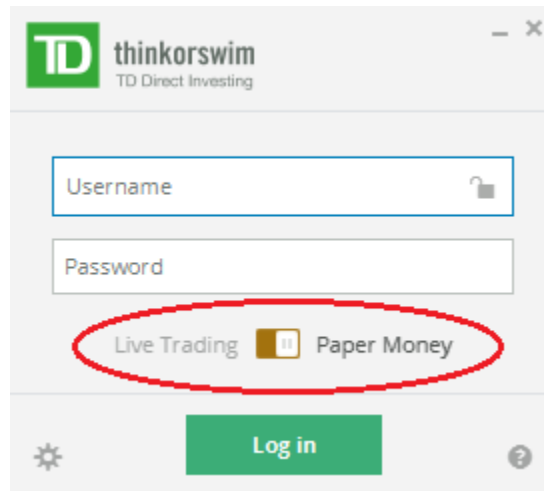 TD
thinkorswim
TD Direct Investing
Username
Password
Live Trading Paper Money
Log in
?